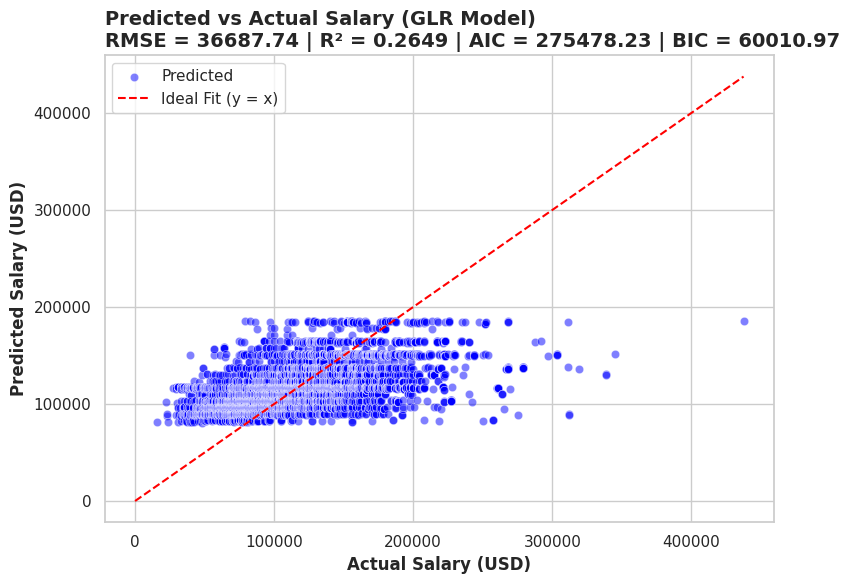 Predicted vs Actual Salary (GLR Model)
RMSE = 36687.74 | R² = 0.2649 | AIC = 275478.23 | BIC = 60010.97
Predicted
Ideal Fit (y = x)
Predicted Salary (USD)
400000
300000
200000
100000
0
0 100000 200000 300000 400000
Actual Salary (USD)